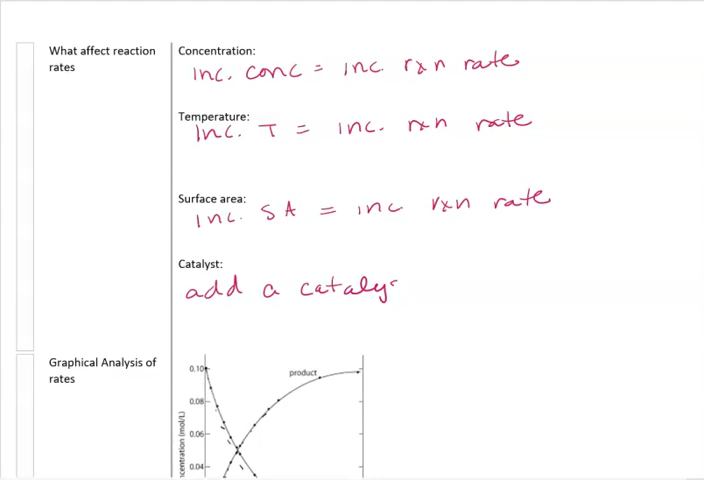 What affect reaction
rates
Concentration:
Inc. conc = inc. rxn rate
Temperature:
Inc. T = inc. rxn rate
Surface area:
Inc. SA = inc rxn rate
Catalyst:
add a
Graphical Analysis of
rates
product
0.10
0.08
0.06
0.04
(mol/L)